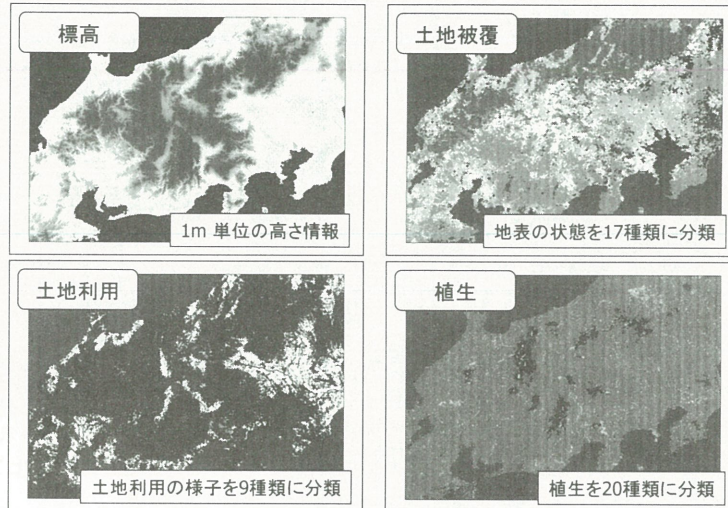 標高
1m 単位の高さ情報
土地被覆
地表の状態を17種類に分類
土地利用
土地利用の様子を9種類に分類
植生
植生を20種類に分類